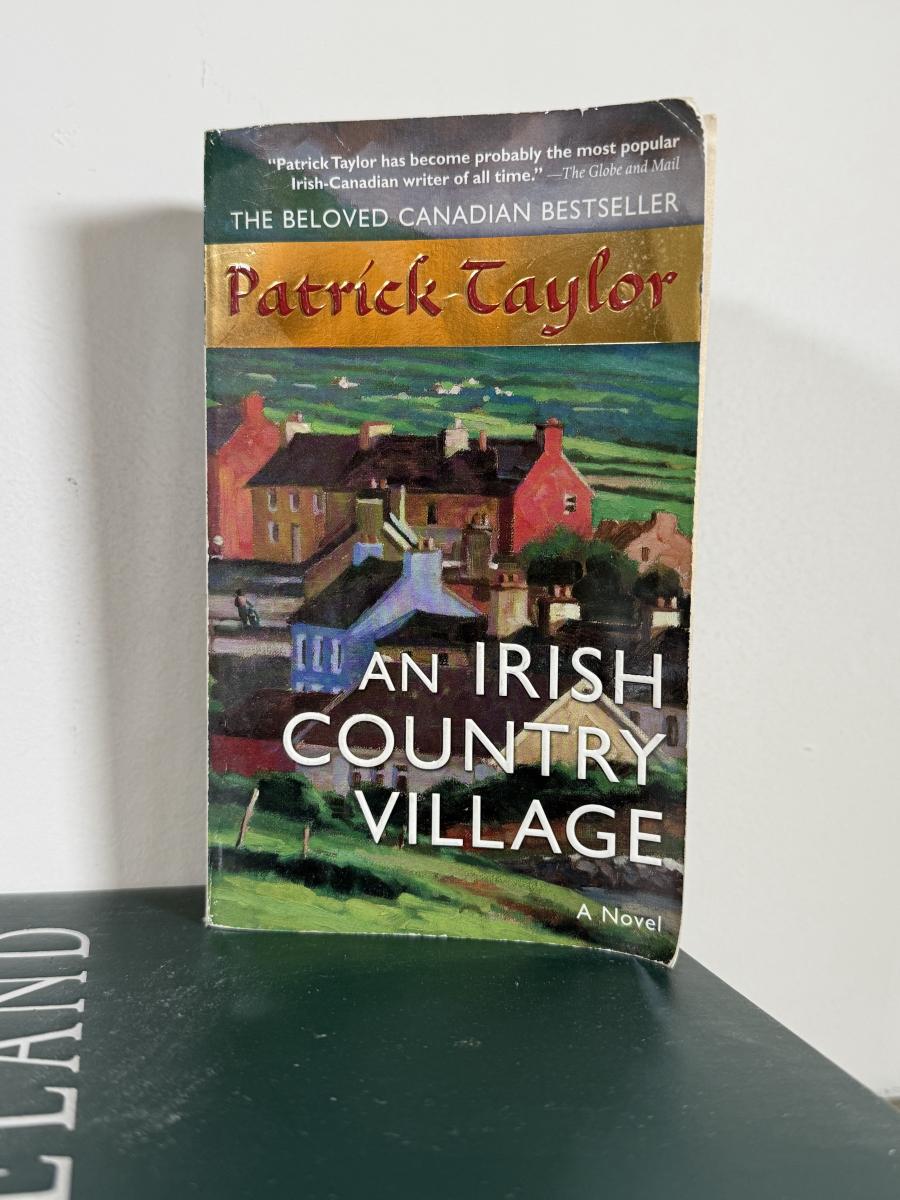 "Patrick Taylor has become probably the most popular
Irish-Canadian writer of all time." —The Globe and Mail
THE BELOVED CANADIAN BESTSELLER
Patrick Taylor
AN IRISH
COUNTRY
VILLAGE
A Novel
ELAND